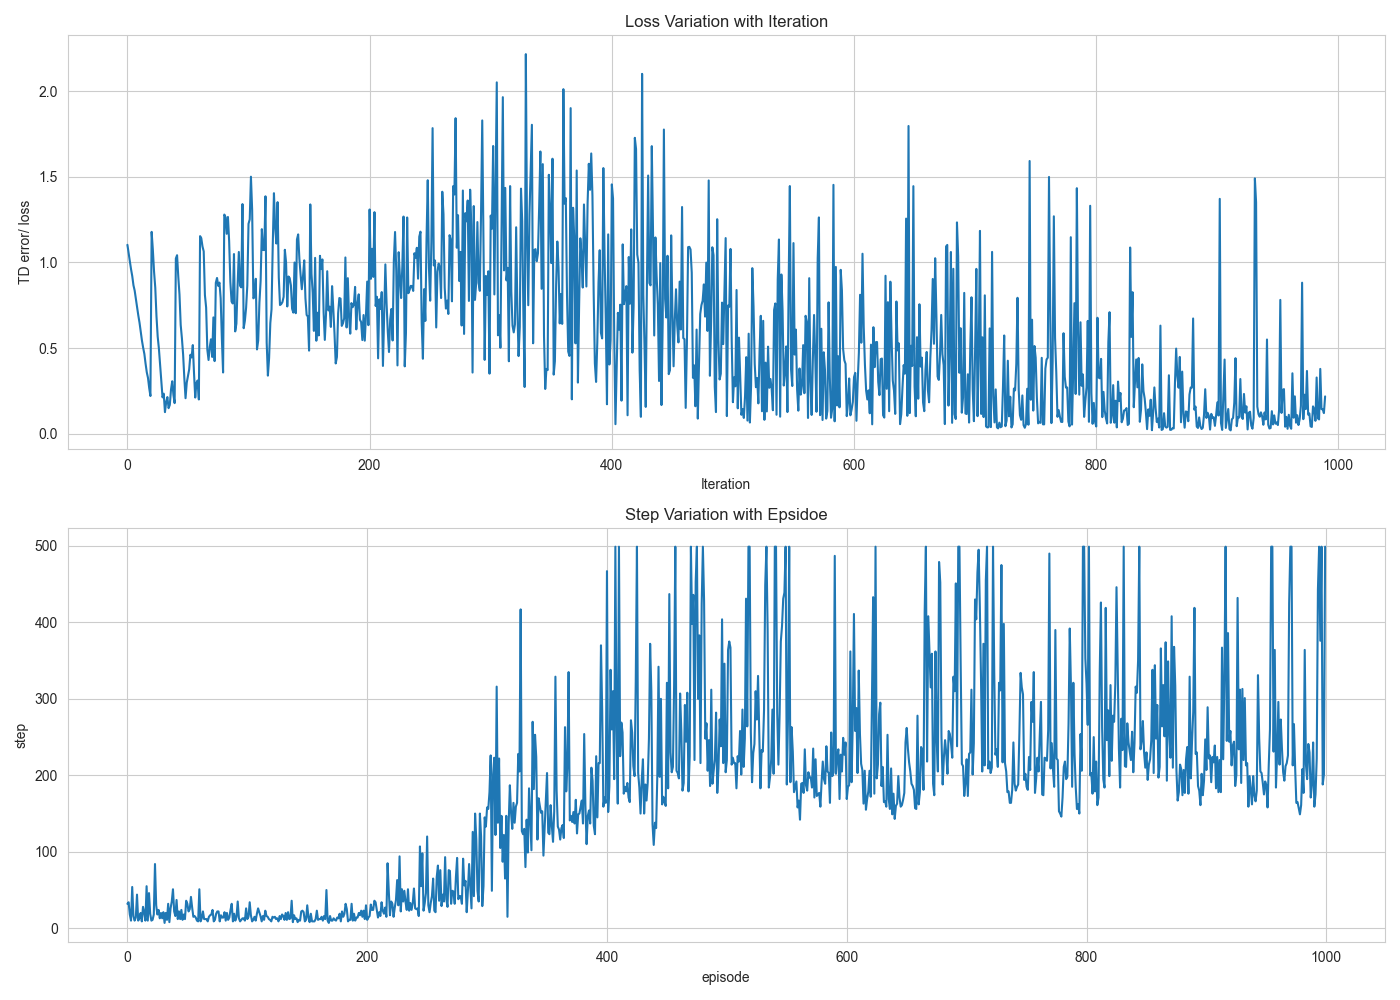 Loss Variation with Iteration
TD error/ loss
2.0
1.5
1.0
0.5
0.0
0 200 400 600 800 1000
Iteration
Step Variation with Epsidoe
step
500
400
300
200
100
0
0 200 400 600 800 1000
episode